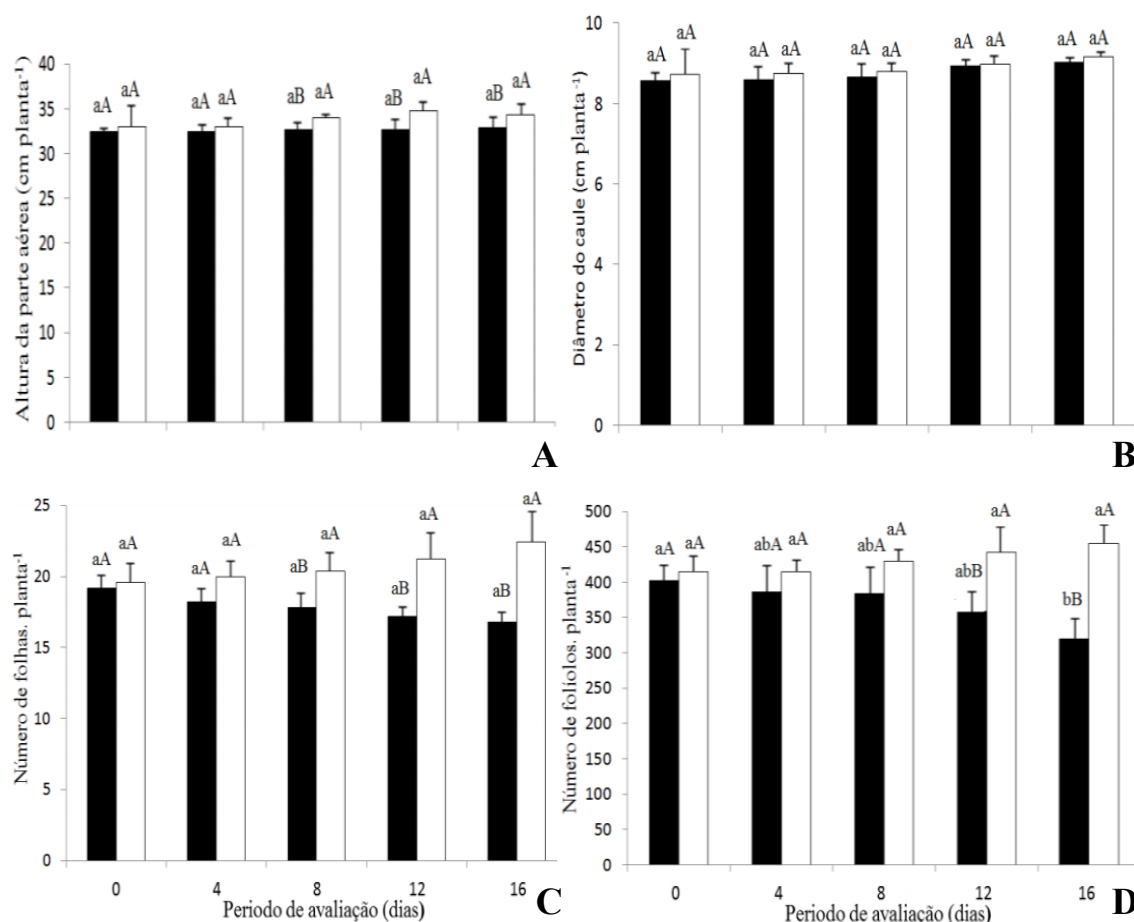 Altura da parte aérea (cm planta⁻¹)
40
35
30
25
20
15
10
5
0
aA aA aA aA aB aA aB aA aB aA
A
Diâmetro do caule (cm planta ⁻¹)
10
8
6
4
2
0
aA aA aA aA aA aA aA aA aA aA
B
Número de folhas. planta⁻¹
25
20
15
10
5
0
aA aA aA aA aB aA aB aA aB aA
0 4 8 12 16
Periodo de avaliação (dias)
C
Número de folíolos. planta⁻¹
500
450
400
350
300
250
200
150
100
50
0
aA aA abA aA abA aA abB aA bB aA
0 4 8 12 16
Periodo de avaliação (dias)
D